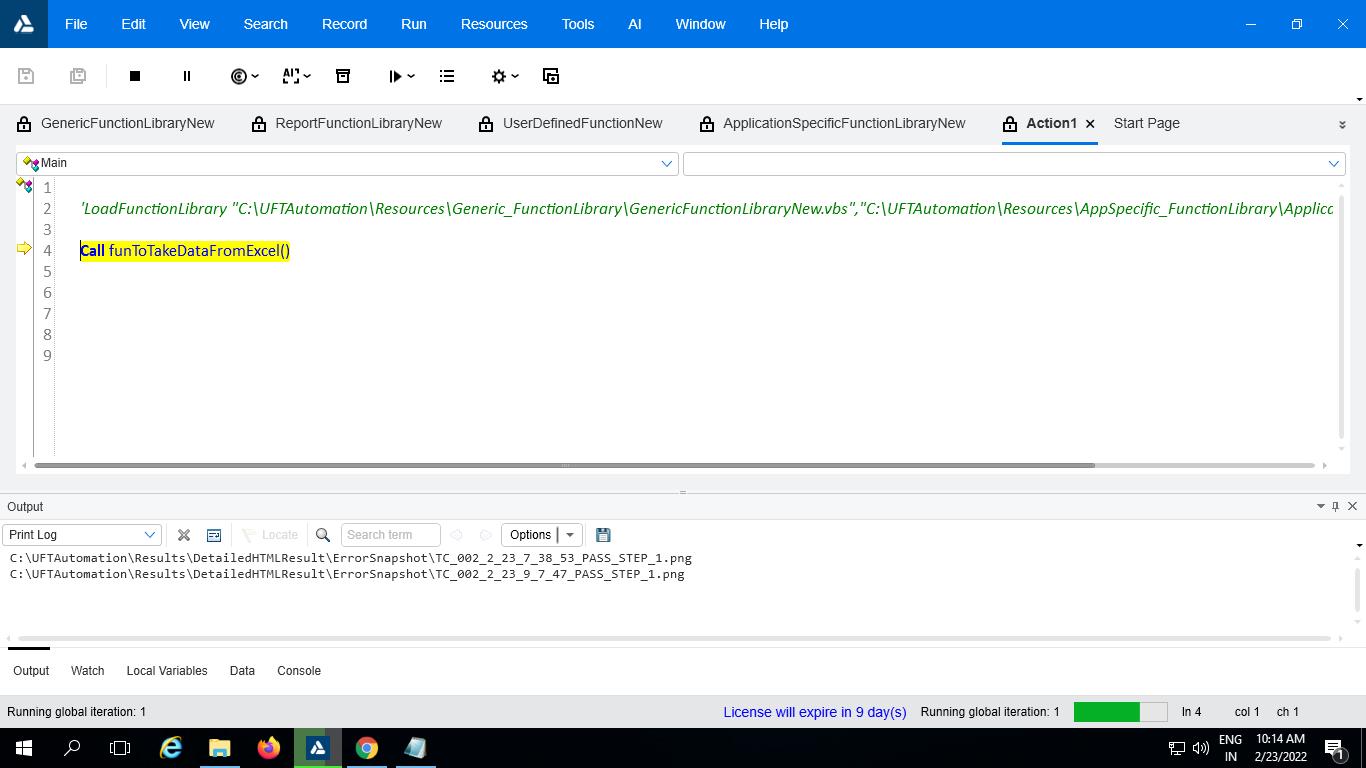 File Edit View Search Record Run Resources Tools AI Window Help
AI
GenericFunctionLibraryNew ReportFunctionLibraryNew UserDefinedFunctionNew ApplicationSpecificFunctionLibraryNew Action1 Start Page
Main
1
2 'LoadFunctionLibrary "C:\UFTAutomation\Resources\Generic_FunctionLibrary\GenericFunctionLibraryNew.vbs","C:\UFTAutomation\Resources\AppSpecific_FunctionLibrary\Applica
3
4 Call funToTakeDataFromExcel()
5
6
7
8
9
Output
Print Log Locate Search term Options
C:\UFTAutomation\Results\DetailedHTMLResult\ErrorSnapshot\TC_002_2_23_7_38_53_PASS_STEP_1.png
C:\UFTAutomation\Results\DetailedHTMLResult\ErrorSnapshot\TC_002_2_23_9_7_47_PASS_STEP_1.png
Output Watch Local Variables Data Console
Running global iteration: 1 License will expire in 9 day(s) Running global iteration: 1 ln 4 col 1 ch 1
ENG 10:14 AM
IN 2/23/2022 1